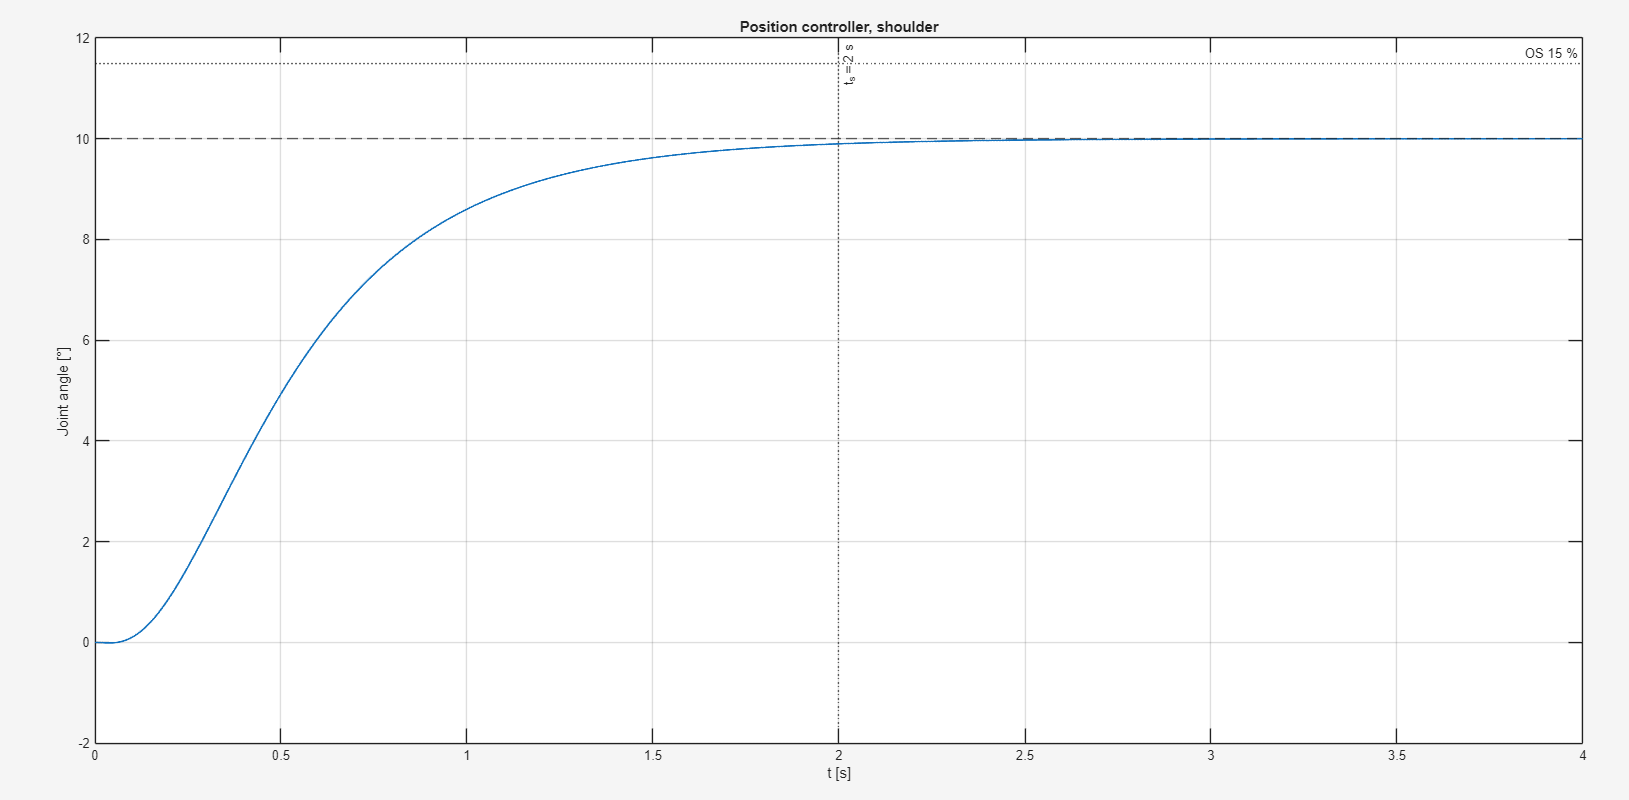 Position controller, shoulder
12
OS 15 %
tₛ = 2 s
10
8
6
Joint angle [°]
4
2
0
-2
0 0.5 1 1.5 2 2.5 3 3.5 4
t [s]